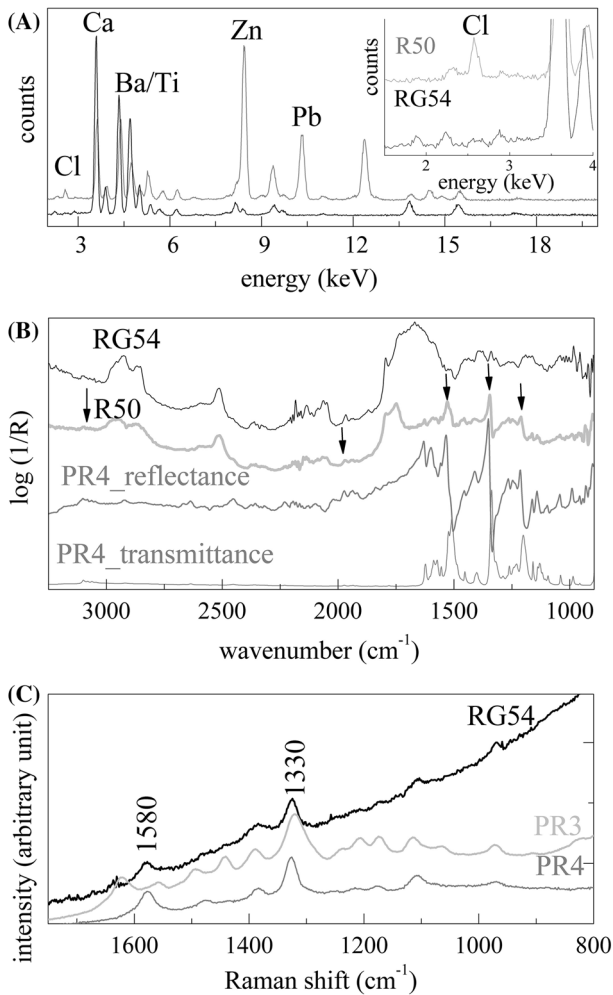 (A)
Ca
Zn
Ba/Ti
Pb
Cl
counts
3
6
9
12
15
18
energy (keV)
Cl
R50
RG54
counts
2
3
4
energy (keV)
(B)
RG54
R50
PR4_reflectance
PR4_transmittance
log (1/R)
3000
2500
2000
1500
1000
wavenumber (cm-1)
(C)
RG54
1330
1580
PR3
PR4
intensity (arbitrary unit)
1600
1400
1200
1000
800
Raman shift (cm-1)